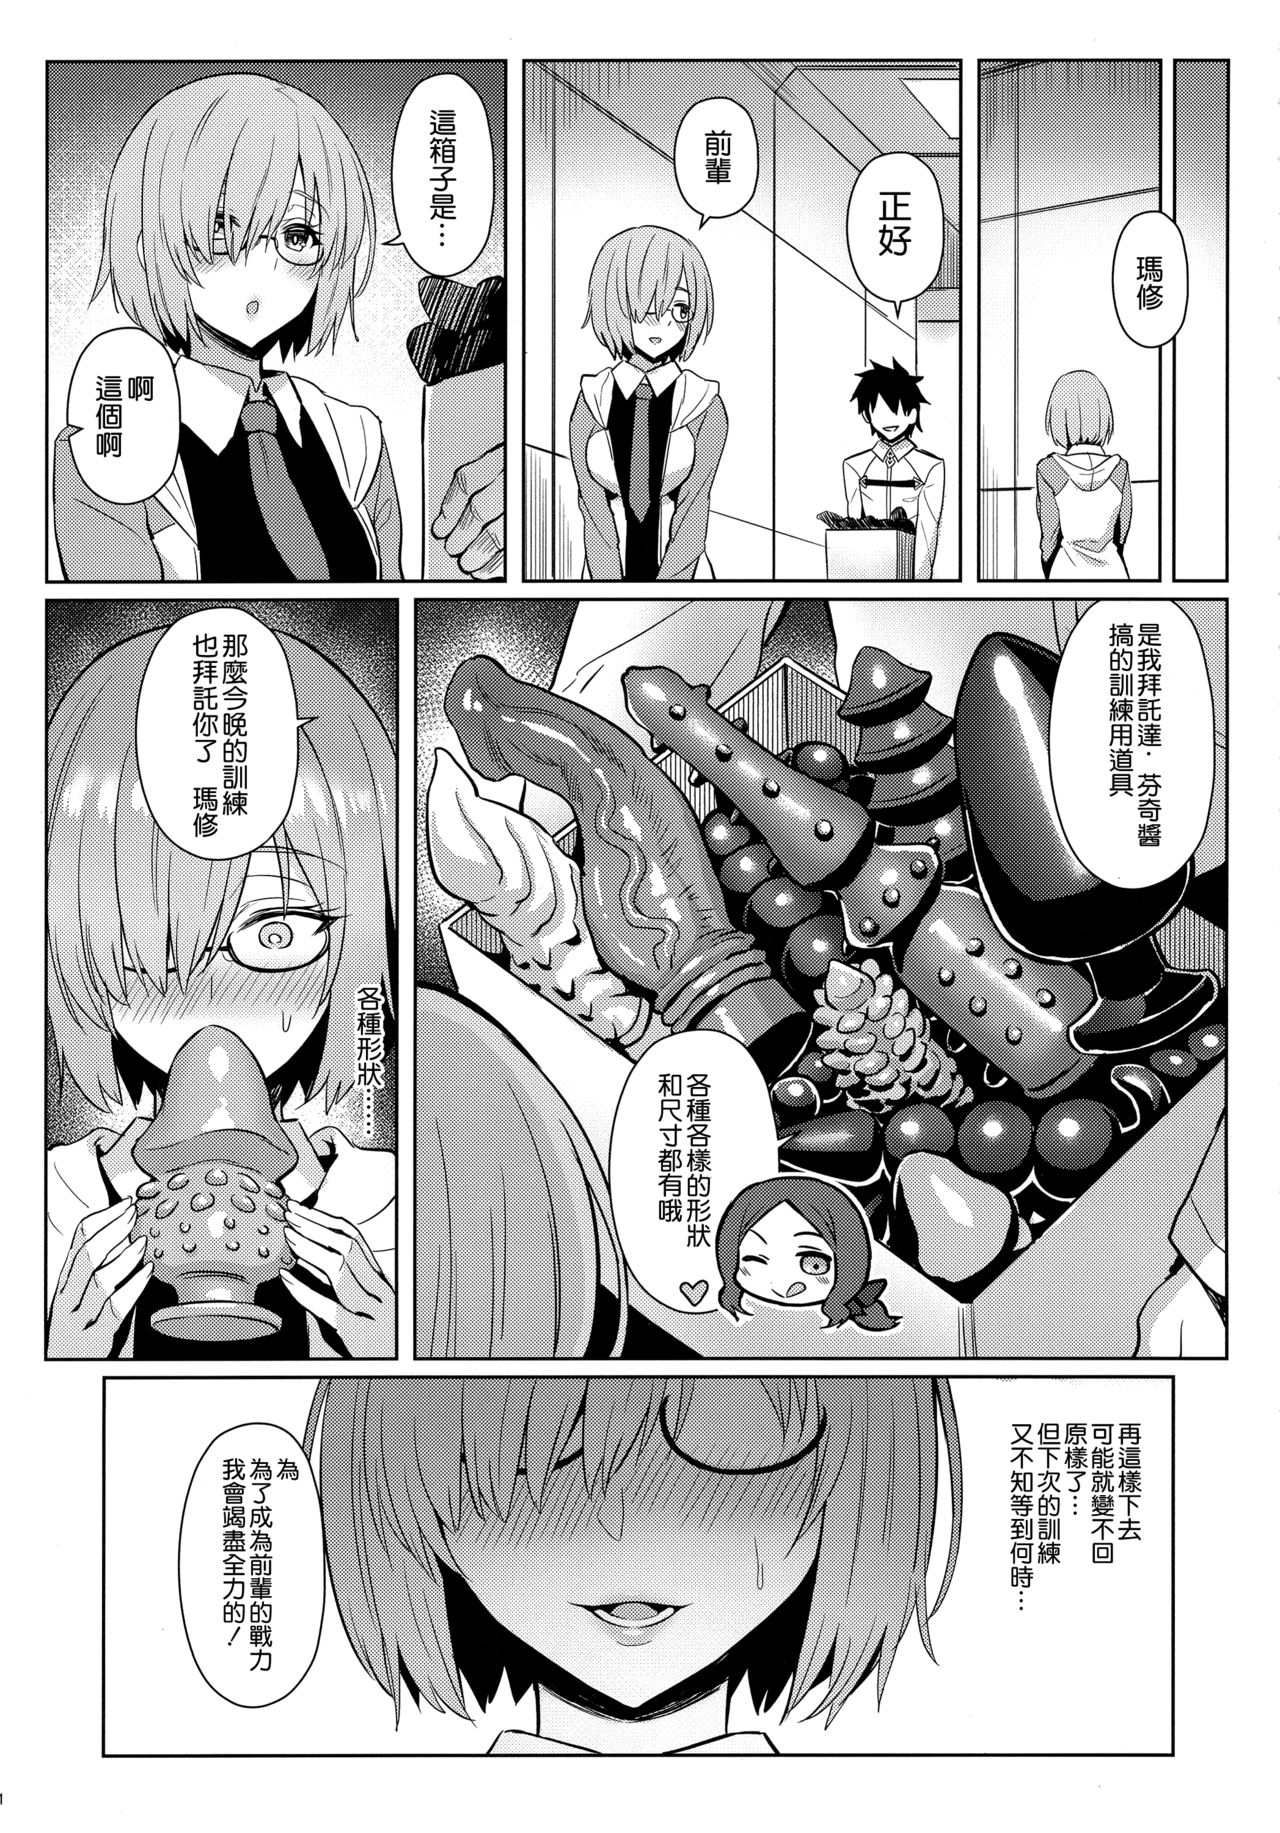 瑪修
正好
前輩
這箱子是…
啊
這個啊
是我拜託達·芬奇醬
搞的訓練用道具
各種各樣的形狀
和尺寸都有哦
那麼今晚的訓練
也拜託你了 瑪修
各種形狀……
再這樣下去
可能就變不回
原樣了…
但下次的訓練
又不知等到何時…
為
為了成為前輩的戰力
我會竭盡全力的！